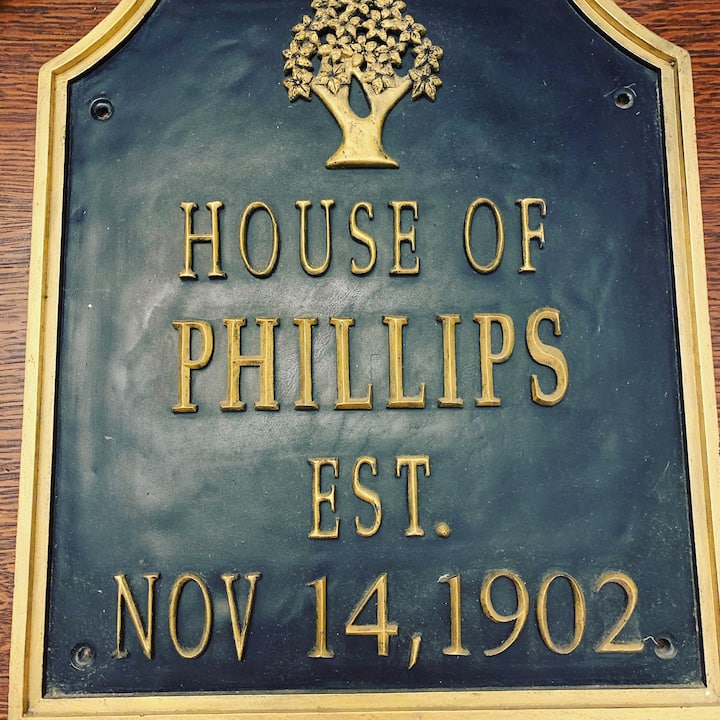 HOUSE OF
PHILLIPS
EST.
NOV 14,1902